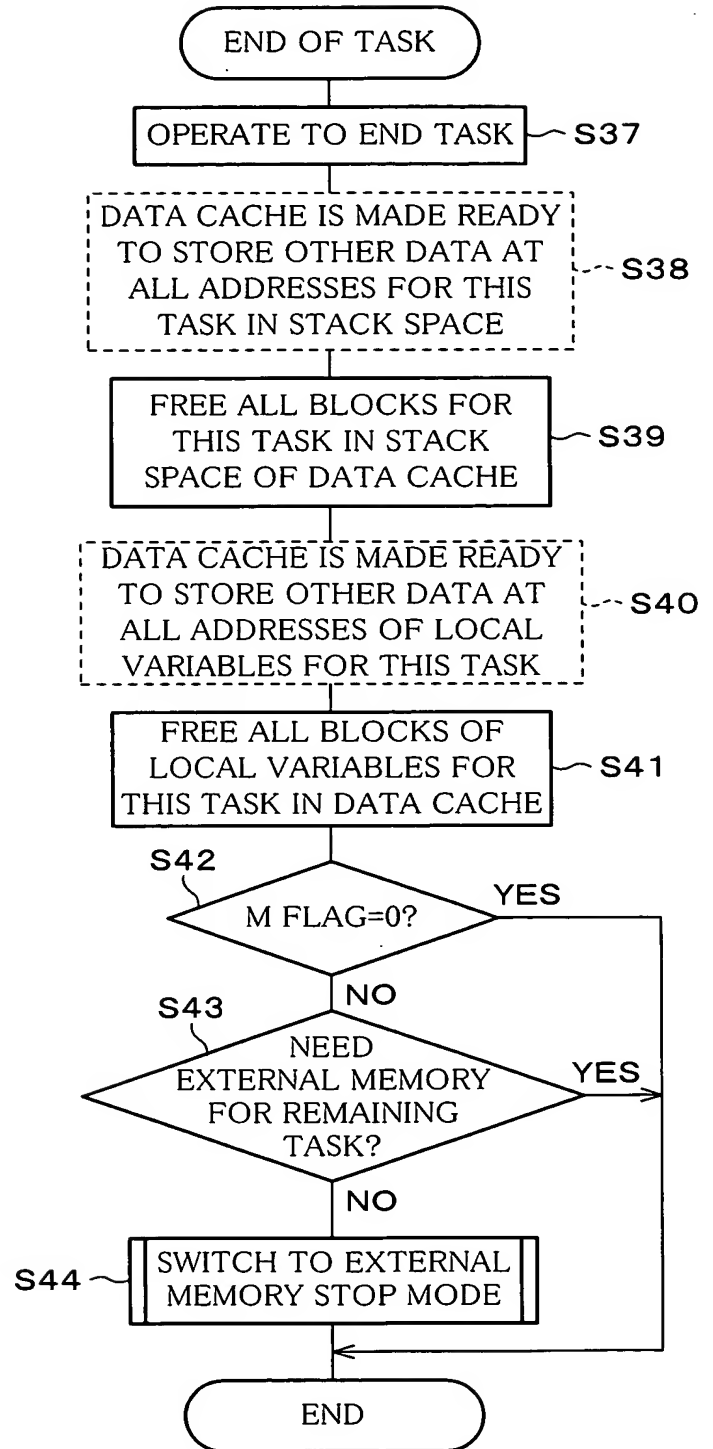 END OF TASK
OPERATE TO END TASK
S37
DATA CACHE IS MADE READY
TO STORE OTHER DATA AT
ALL ADDRESSES FOR THIS
TASK IN STACK SPACE
S38
FREE ALL BLOCKS FOR
THIS TASK IN STACK
SPACE OF DATA CACHE
S39
DATA CACHE IS MADE READY
TO STORE OTHER DATA AT
ALL ADDRESSES OF LOCAL
VARIABLES FOR THIS TASK
S40
FREE ALL BLOCKS OF
LOCAL VARIABLES FOR
THIS TASK IN DATA CACHE
S41
S42
M FLAG=0?
YES
NO
S43
NEED
EXTERNAL MEMORY
FOR REMAINING
TASK?
YES
NO
S44
SWITCH TO EXTERNAL
MEMORY STOP MODE
END